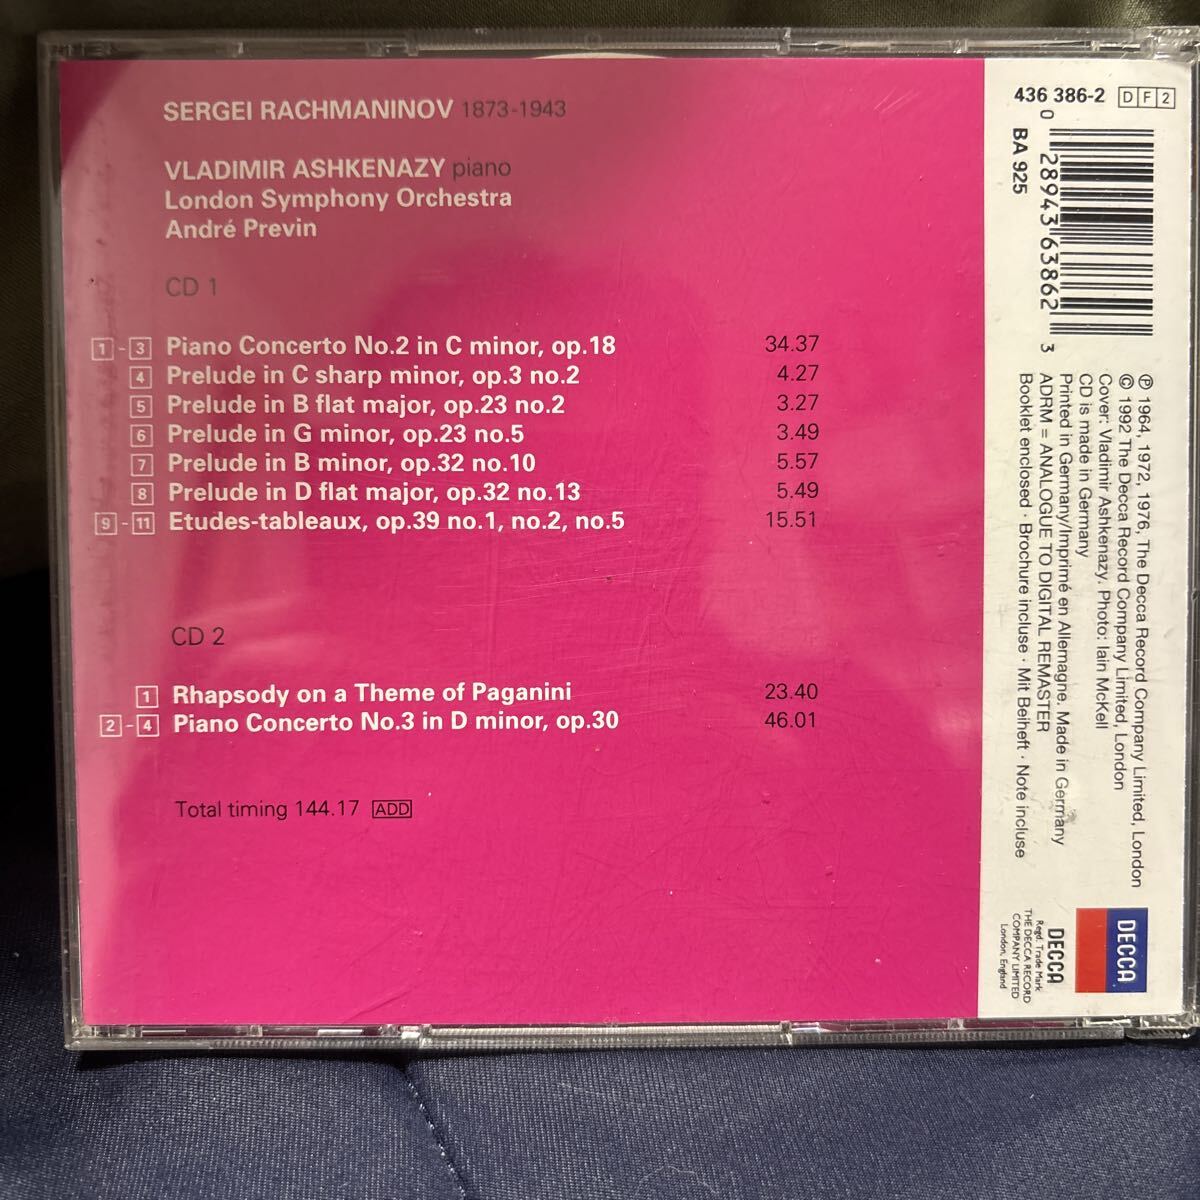 SERGEI RACHMANINOV 1873-1943
VLADIMIR ASHKENAZY piano
London Symphony Orchestra
André Previn
CD 1
1 - 3 Piano Concerto No.2 in C minor, op.18 34.37
4 Prelude in C sharp minor, op.3 no.2 4.27
5 Prelude in B flat major, op.23 no.2 3.27
6 Prelude in G minor, op.23 no.5 3.49
7 Prelude in B minor, op.32 no.10 5.57
8 Prelude in D flat major, op.32 no.13 5.49
9 - 11 Etudes-tableaux, op.39 no.1, no.2, no.5 15.51
CD 2
1 Rhapsody on a Theme of Paganini 23.40
2 - 4 Piano Concerto No.3 in D minor, op.30 46.01
Total timing 144.17 ADD
436 386-2 D F 2
0 28943 63862 3
BA 925
℗ 1964, 1972, 1976, The Decca Record Company Limited, London
© 1992 The Decca Record Company Limited, London
Cover: Vladimir Ashkenazy. Photo: Iain McKell
CD is made in Germany
Printed in Germany/Imprimé en Allemagne. Made in Germany
ADRM = ANALOGUE TO DIGITAL REMASTER
Booklet enclosed · Brochure incluse · Mit Beiheft · Note incluse
DECCA
DECCA
Regd. Trade Mark
THE DECCA RECORD
COMPANY LIMITED
London, England